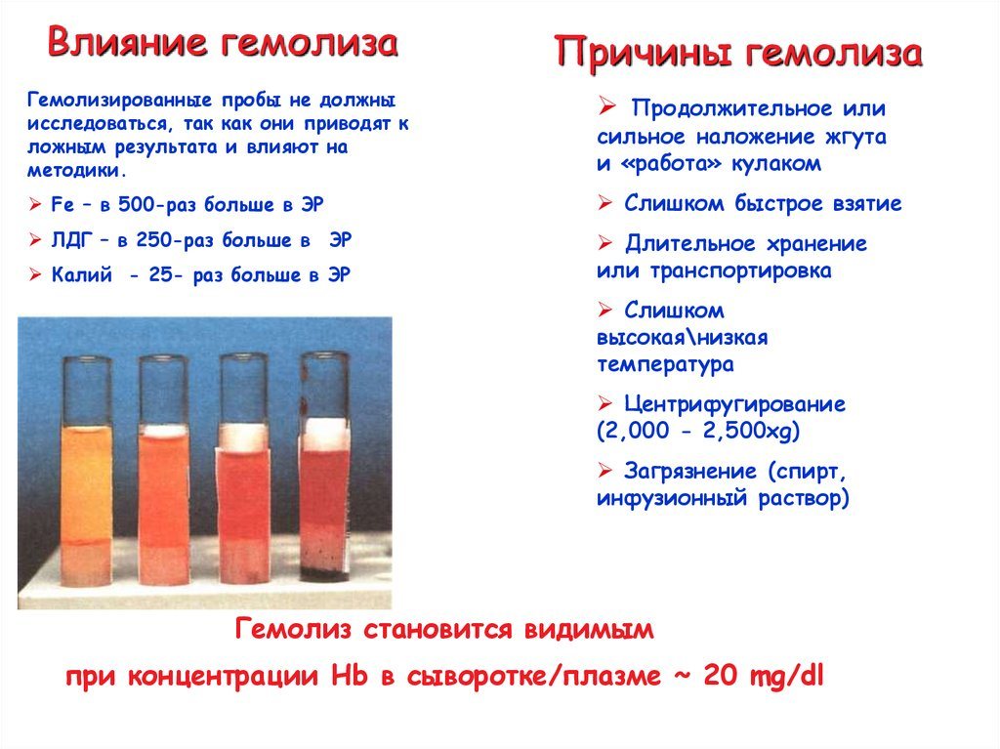 Влияние гемолиза
Гемолизированные пробы не должны
исследоваться, так как они приводят к
ложным результата и влияют на
методики.
➢ Fe – в 500-раз больше в ЭР
➢ ЛДГ – в 250-раз больше в ЭР
➢ Калий - 25- раз больше в ЭР
Причины гемолиза
➢ Продолжительное или
сильное наложение жгута
и «работа» кулаком
➢ Слишком быстрое взятие
➢ Длительное хранение
или транспортировка
➢ Слишком
высокая\низкая
температура
➢ Центрифугирование
(2,000 - 2,500xg)
➢ Загрязнение (спирт,
инфузионный раствор)
Гемолиз становится видимым
при концентрации Hb в сыворотке/плазме ~ 20 mg/dl